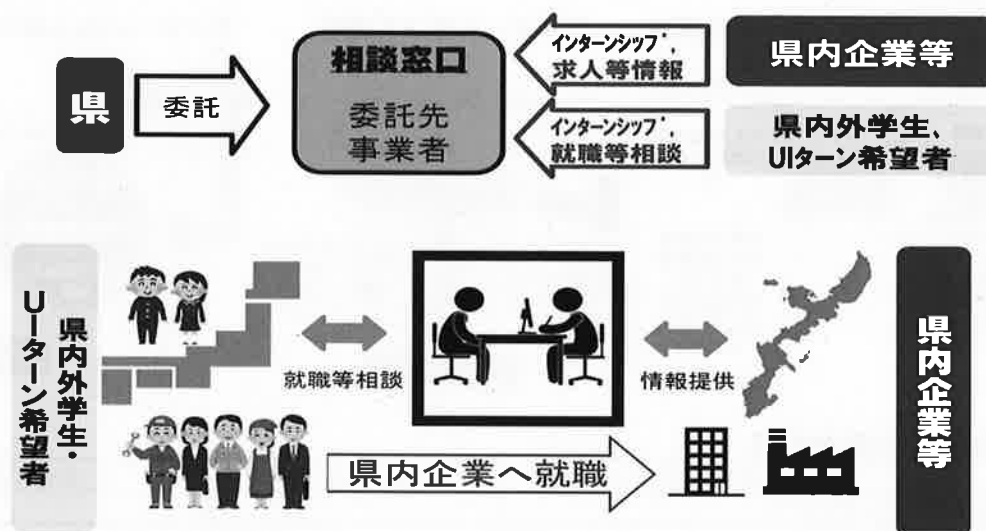 県
委託
相談窓口
委託先
事業者
インターンシップ、
求人等情報
インターンシップ、
就職等相談
県内企業等
県内外学生、
UIターン希望者
県内外学生・
UIターン希望者
就職等相談
情報提供
県内企業へ就職
県内企業等